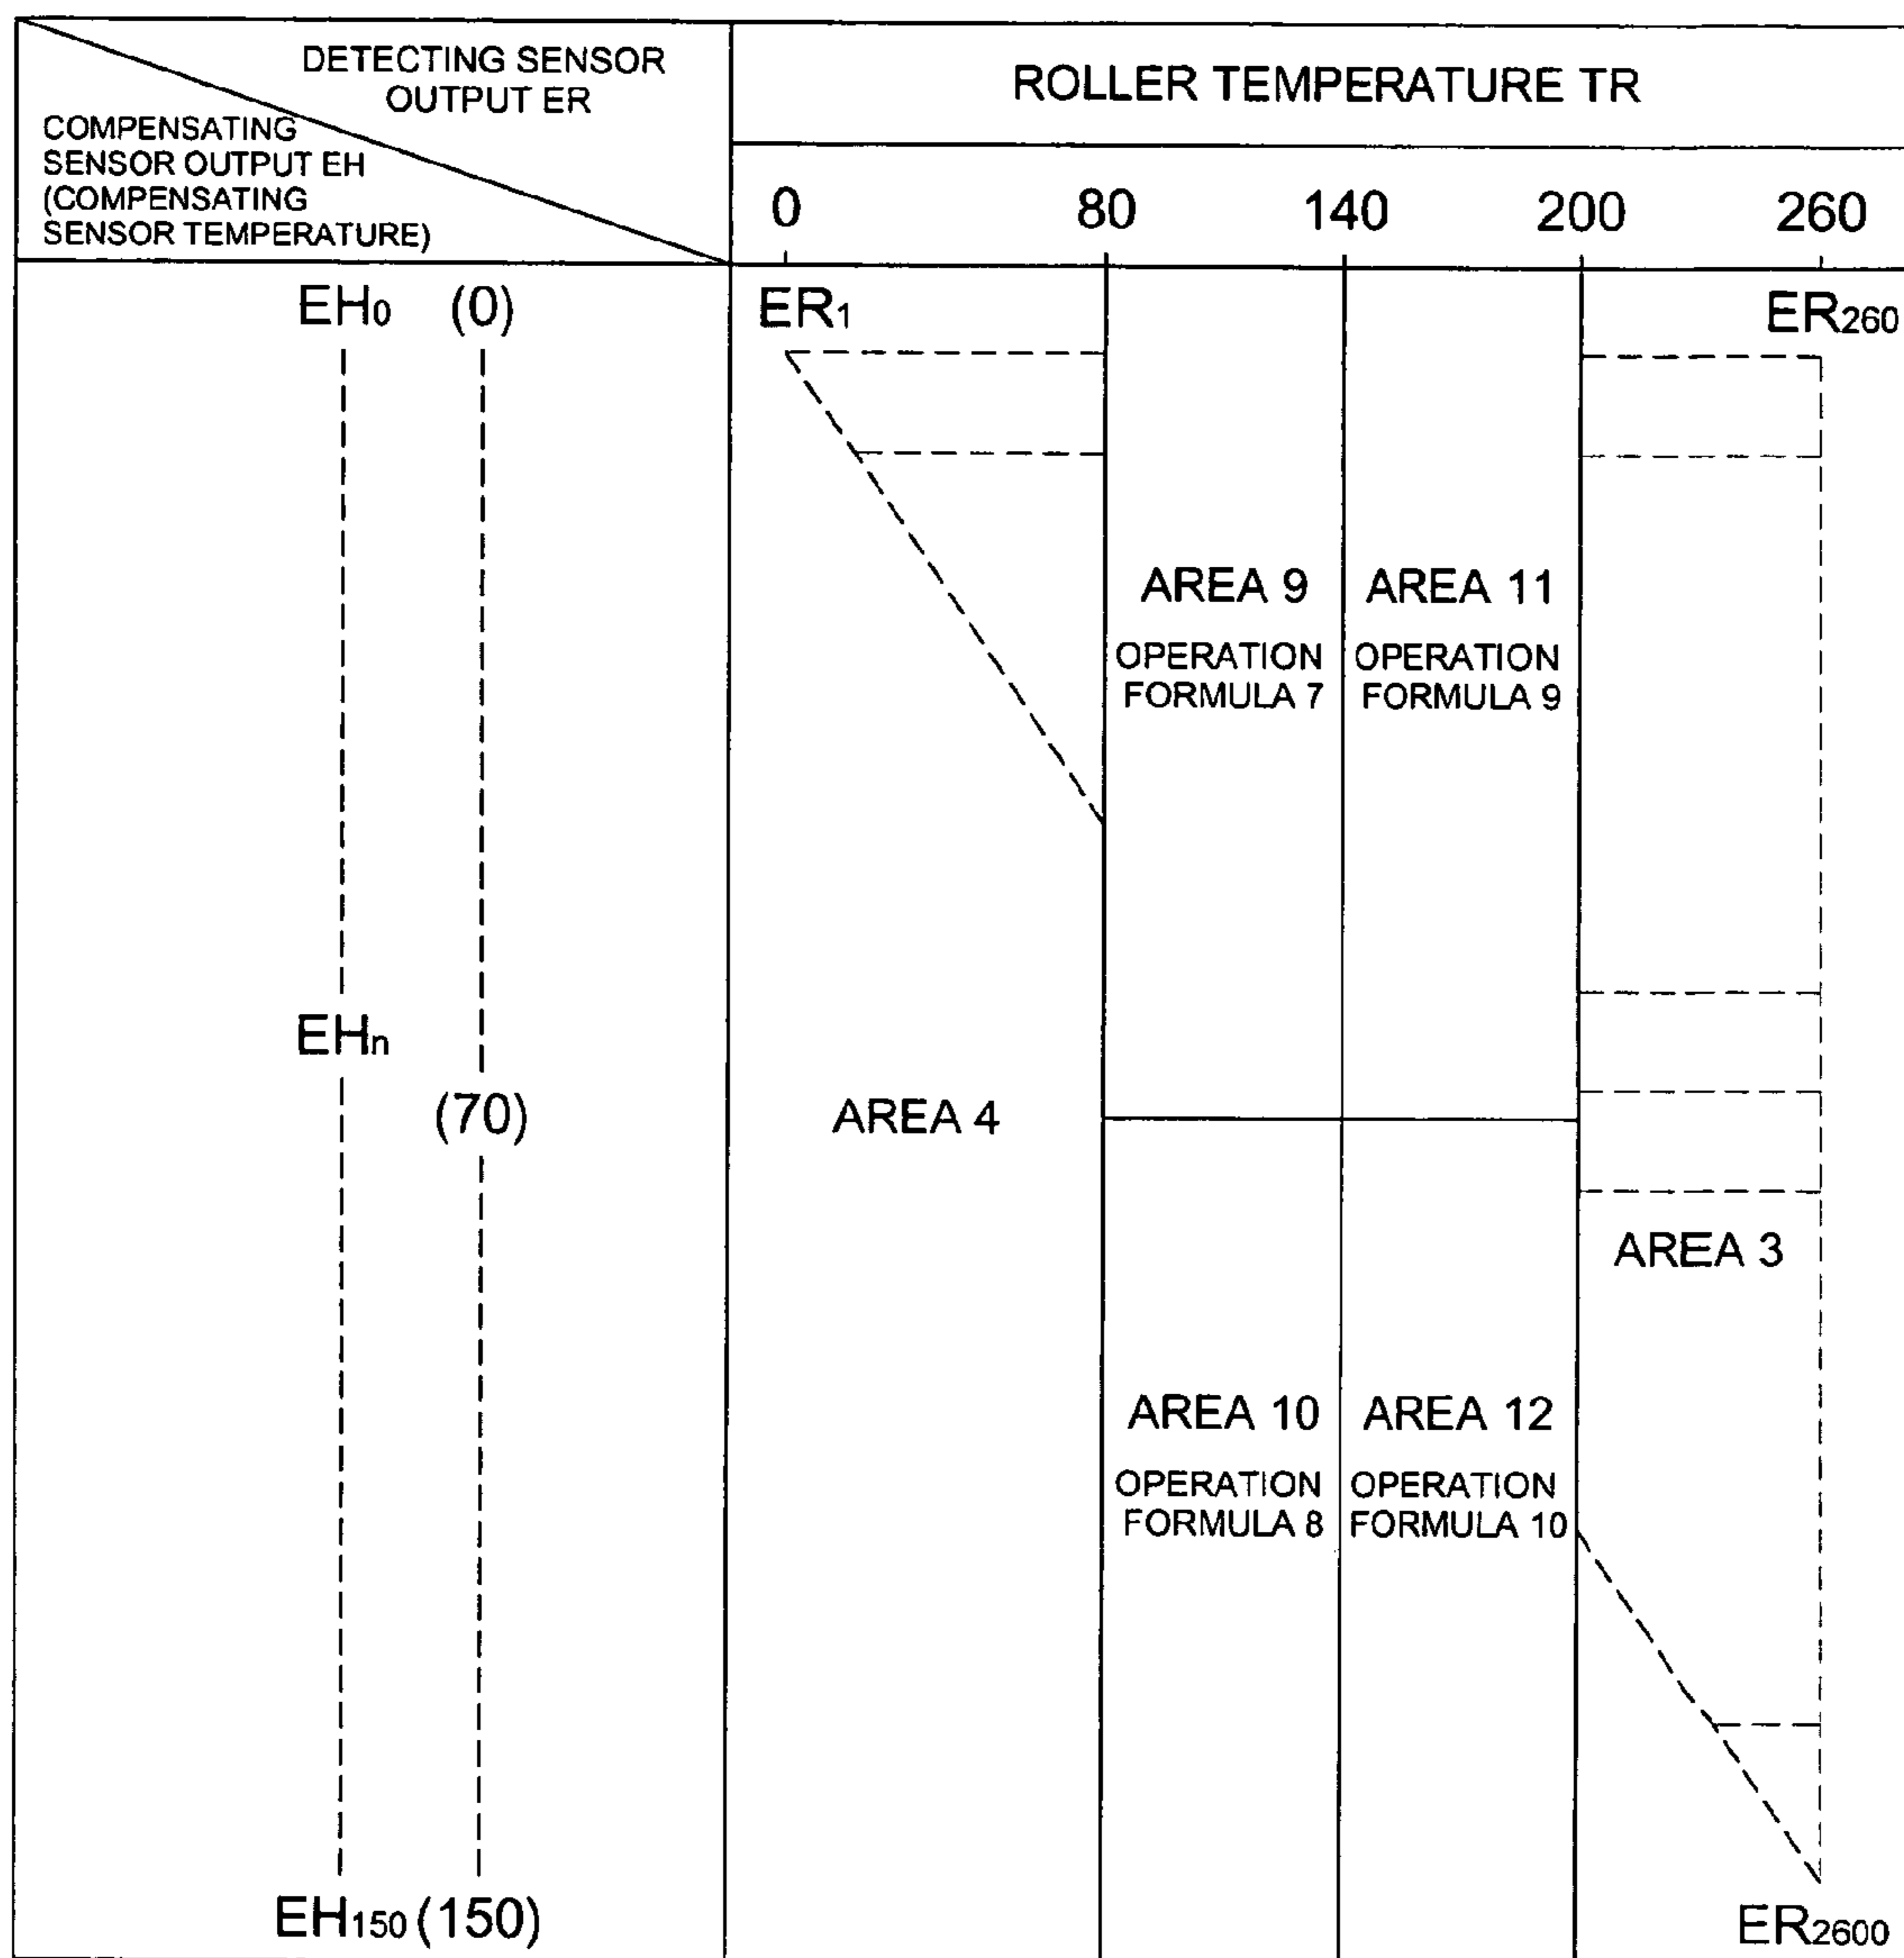 DETECTING SENSOR
OUTPUT ER
COMPENSATING
SENSOR OUTPUT EH
(COMPENSATING
SENSOR TEMPERATURE)
ROLLER TEMPERATURE TR
0 80 140 200 260
EH0 (0)
ER1
ER260
AREA 9
OPERATION
FORMULA 7
AREA 11
OPERATION
FORMULA 9
EHn
(70)
AREA 4
AREA 3
AREA 10
OPERATION
FORMULA 8
AREA 12
OPERATION
FORMULA 10
EH150 (150)
ER2600